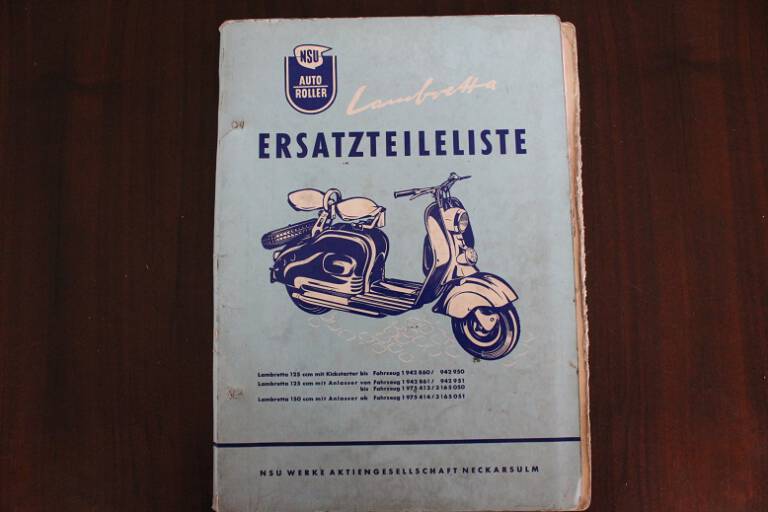 NSU
AUTO
ROLLER
Lambretta
ERSATZTEILELISTE
Lambretta 125 ccm mit Kickstarter bis Fahrzeug 1 942 860 / 942 950
Lambretta 125 ccm mit Anlasser von Fahrzeug 1 942 861 / 942 951
bis Fahrzeug 1 975 413 / 3 165 050
Lambretta 150 ccm mit Anlasser ab Fahrzeug 1 975 414 / 3 165 051
NSU WERKE AKTIENGESELLSCHAFT NECKARSULM